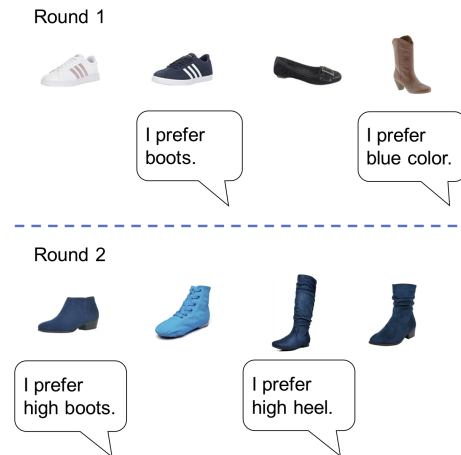 Round 1
I prefer
boots.
I prefer
blue color.
Round 2
I prefer
high boots.
I prefer
high heel.